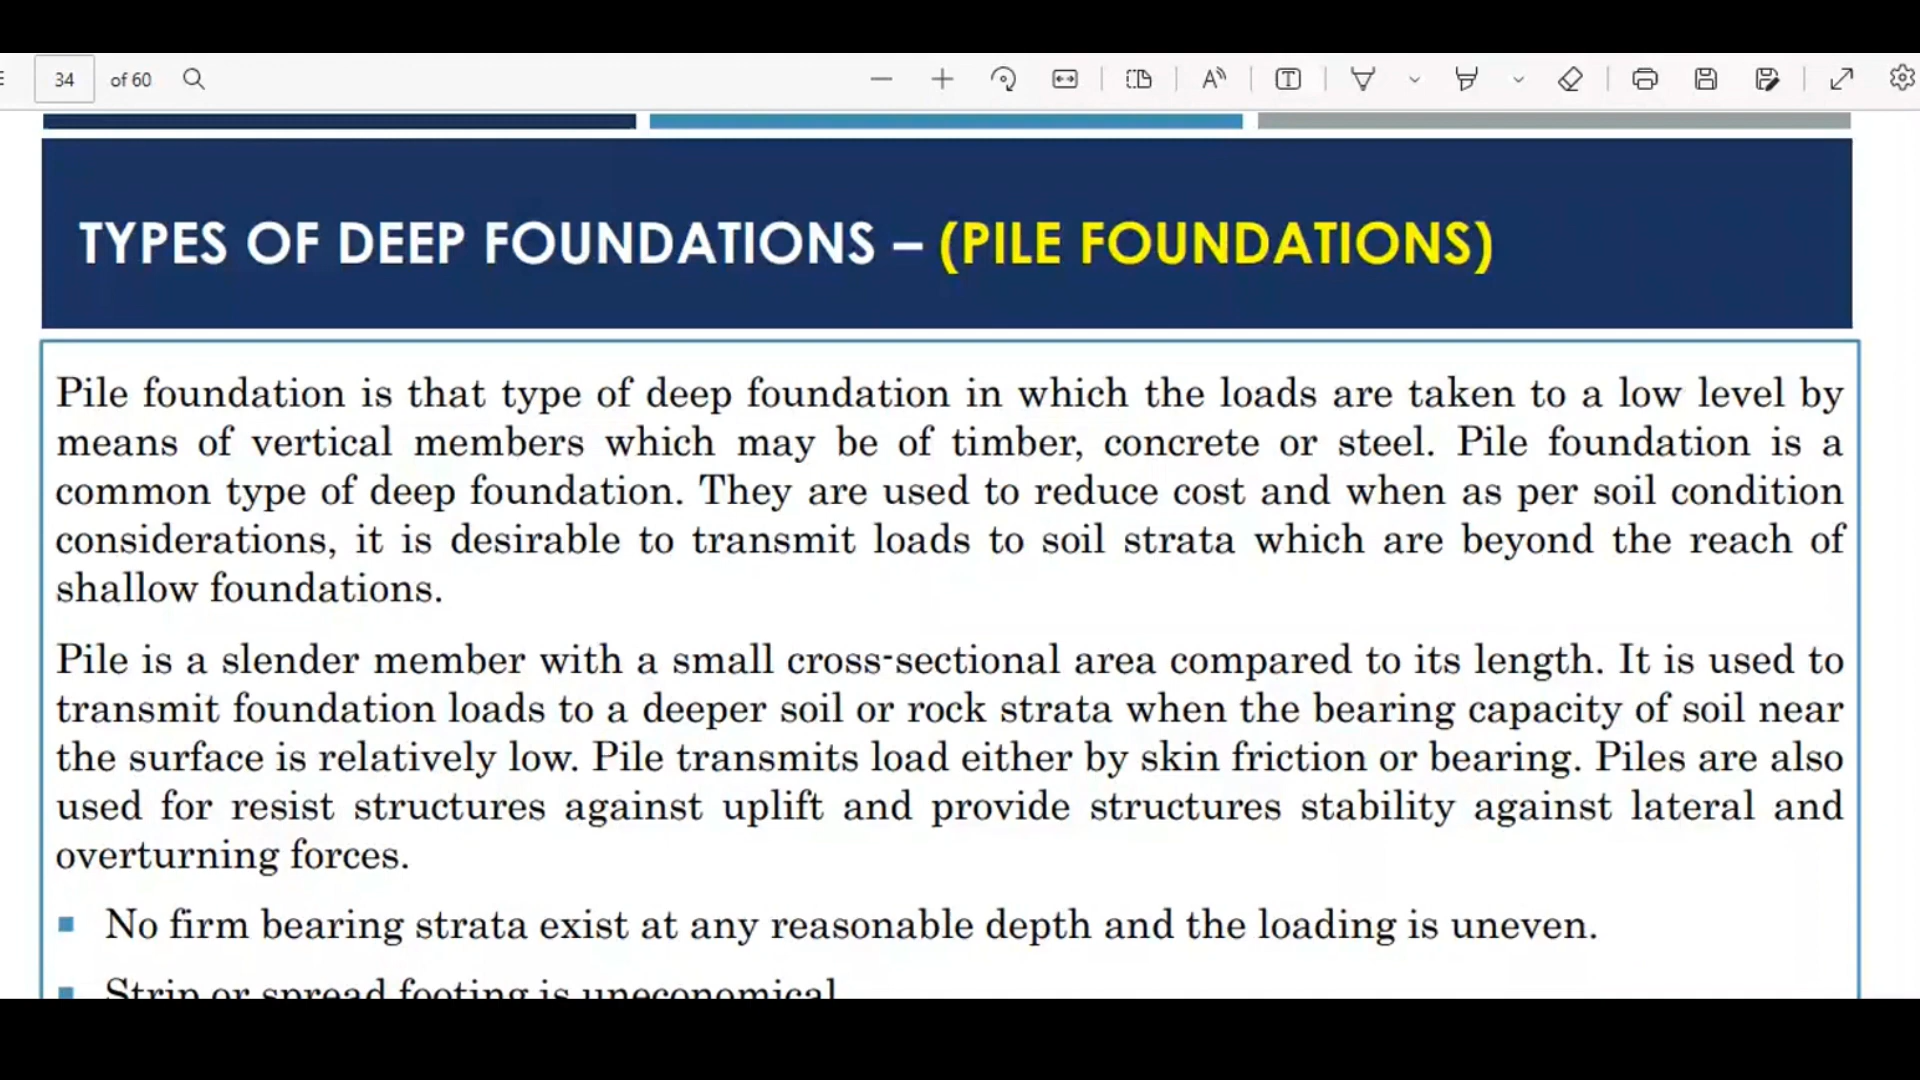 34 of 60
TYPES OF DEEP FOUNDATIONS – (PILE FOUNDATIONS)
Pile foundation is that type of deep foundation in which the loads are taken to a low level by
means of vertical members which may be of timber, concrete or steel. Pile foundation is a
common type of deep foundation. They are used to reduce cost and when as per soil condition
considerations, it is desirable to transmit loads to soil strata which are beyond the reach of
shallow foundations.
Pile is a slender member with a small cross-sectional area compared to its length. It is used to
transmit foundation loads to a deeper soil or rock strata when the bearing capacity of soil near
the surface is relatively low. Pile transmits load either by skin friction or bearing. Piles are also
used for resist structures against uplift and provide structures stability against lateral and
overturning forces.
▪ No firm bearing strata exist at any reasonable depth and the loading is uneven.
▪ Strip or spread footing is uneconomical